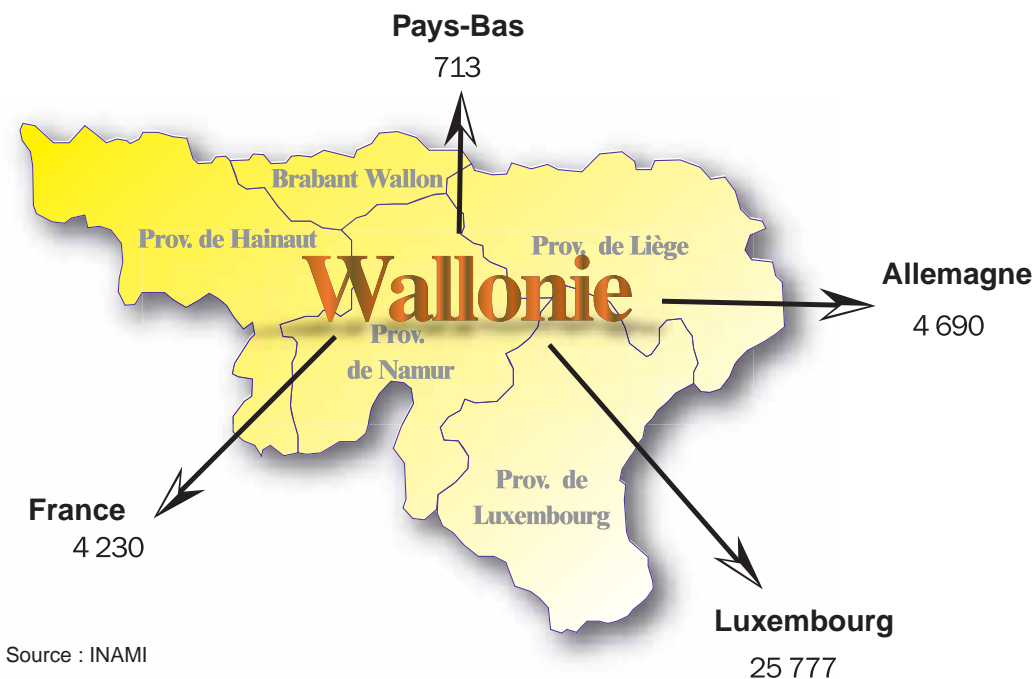 Pays-Bas
713
Brabant Wallon
Prov. de Hainaut
Prov. de Liège
Wallonie
Allemagne
4 690
Prov.
de Namur
Prov. de
Luxembourg
France
4 230
Luxembourg
25 777
Source : INAMI